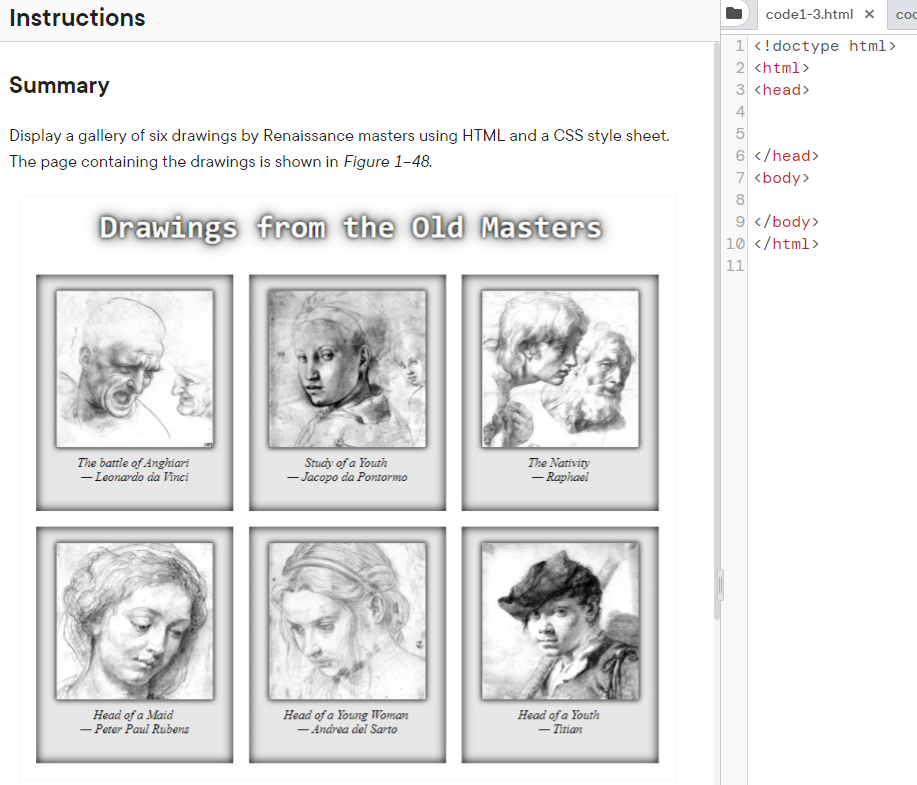 Instructions
Summary
Display a gallery of six drawings by Renaissance masters using HTML and a CSS style sheet.
The page containing the drawings is shown in Figure 1–48.
Drawings from the Old Masters
The battle of Anghiari
— Leonardo da Vinci
Study of a Youth
— Jacopo da Pontormo
The Nativity
— Raphael
Head of a Maid
— Peter Paul Rubens
Head of a Young Woman
— Andrea del Sarto
Head of a Youth
— Titian
code1-3.html × coc
1 <!doctype html>
2 <html>
3 <head>
4
5
6 </head>
7 <body>
8
9 </body>
10 </html>
11